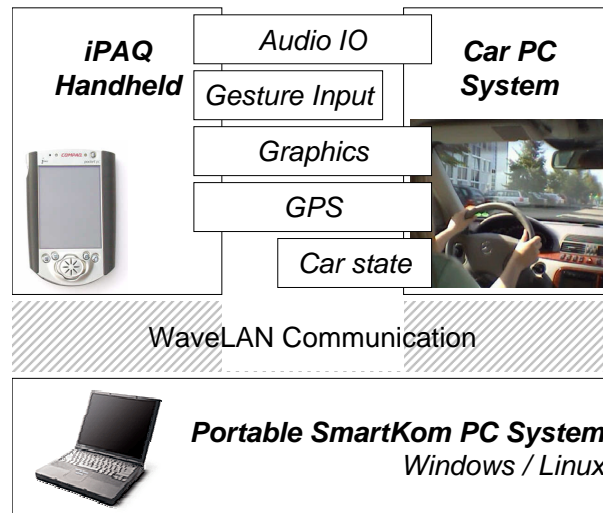 iPAQ
Handheld
Audio IO
Gesture Input
Graphics
GPS
Car state
Car PC
System
COMPAQ
WaveLAN Communication
Portable SmartKom PC System
Windows / Linux